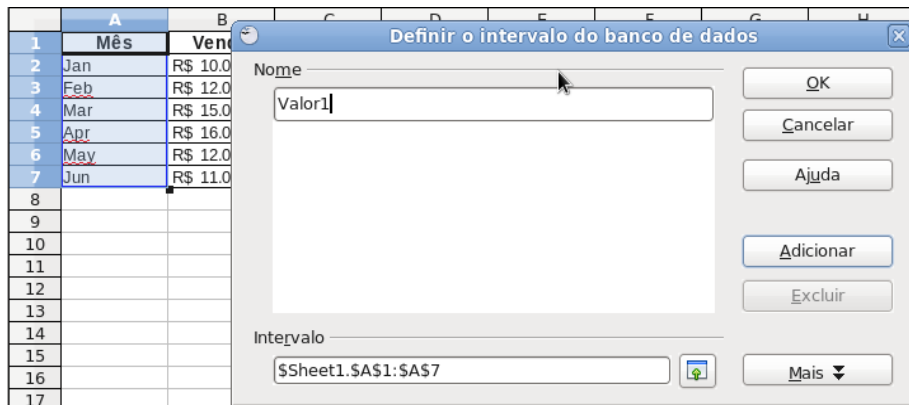 A B C D E F G H
Definir o intervalo do banco de dados
1 Mês
2 Jan R$ 10.0
3 Feb R$ 12.0
4 Mar R$ 15.0
5 Apr R$ 16.0
6 May R$ 12.0
7 Jun R$ 11.0
8
9
10
11
12
13
14
15
16
17
Nome
Valor1
OK
Cancelar
Ajuda
Adicionar
Excluir
Intervalo
$Sheet1.$A$1:$A$7
Mais